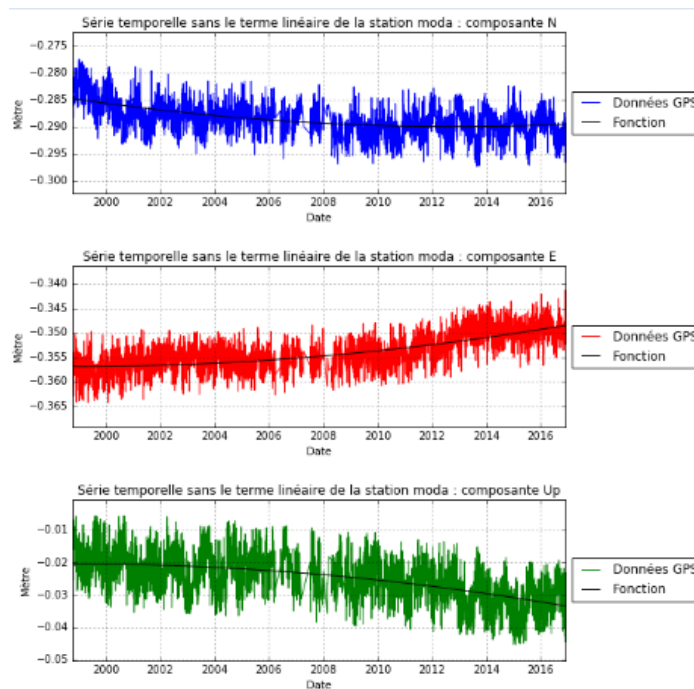 Série temporelle sans le terme linéaire de la station moda : composante N
−0.275
−0.280
−0.285
−0.290
−0.295
−0.300
Mètre
2000 2002 2004 2006 2008 2010 2012 2014 2016
Date
Données GPS
Fonction
Série temporelle sans le terme linéaire de la station moda : composante E
−0.340
−0.345
−0.350
−0.355
−0.360
−0.365
Mètre
2000 2002 2004 2006 2008 2010 2012 2014 2016
Date
Données GPS
Fonction
Série temporelle sans le terme linéaire de la station moda : composante Up
−0.01
−0.02
−0.03
−0.04
−0.05
Mètre
2000 2002 2004 2006 2008 2010 2012 2014 2016
Date
Données GPS
Fonction